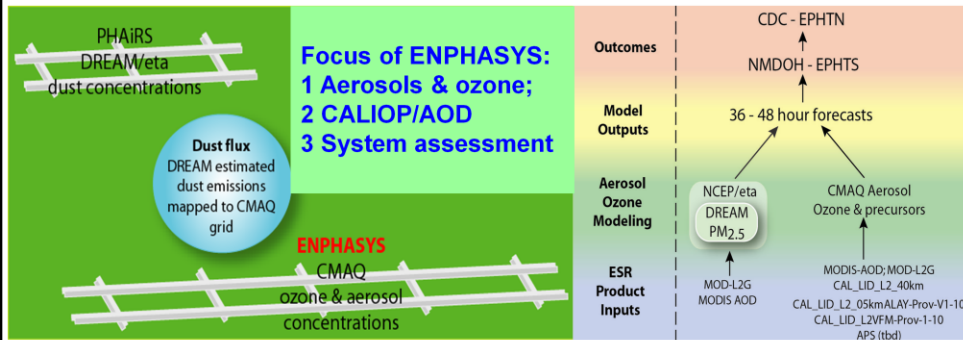 PHAiRS
DREAM/eta
dust concentrations
Dust flux
DREAM estimated
dust emissions
mapped to CMAQ
grid
ENPHASYS
CMAQ
ozone & aerosol
concentrations
Focus of ENPHASYS:
1 Aerosols & ozone;
2 CALIOP/AOD
3 System assessment
Outcomes
CDC - EPHTN
NMDOH - EPHTS
Model
Outputs
36 - 48 hour forecasts
Aerosol
Ozone
Modeling
NCEP/eta
DREAM
PM2.5
CMAQ Aerosol
Ozone & precursors
ESR
Product
Inputs
MOD-L2G
MODIS AOD
MODIS-AOD; MOD-L2G
CAL_LID_L2_40km
CAL_LID_L2_05kmALAY-Prov-V1-10
CAL_LID_L2VFM-Prov-1-10
APS (tbd)